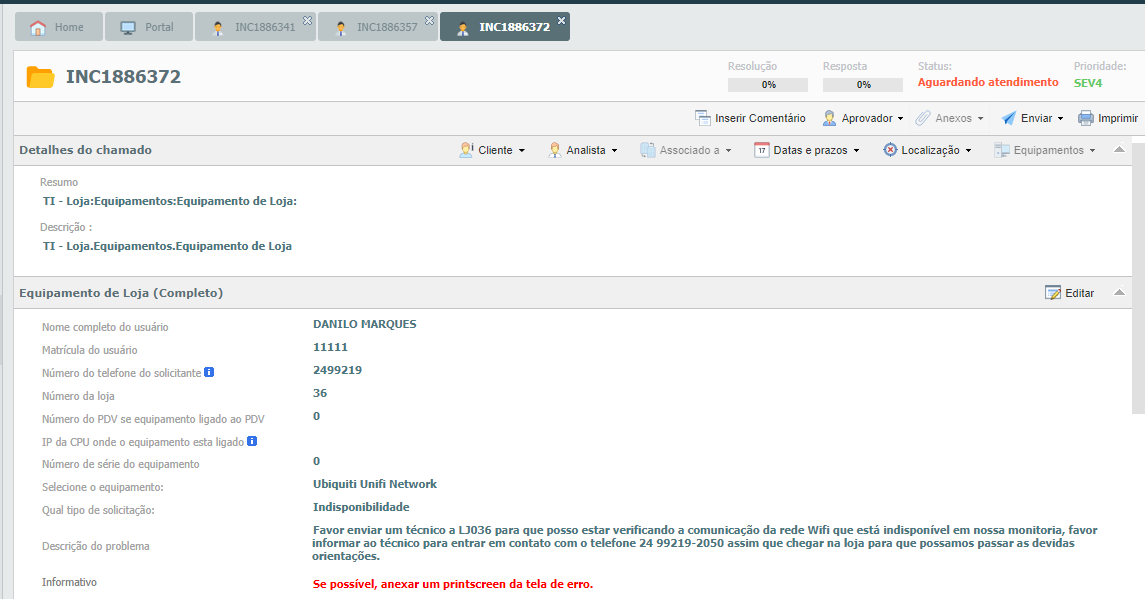 Home Portal INC1886341 INC1886357 INC1886372
INC1886372
Resolução Resposta Status: Prioridade:
0% 0% Aguardando atendimento SEV4
Inserir Comentário Aprovador Anexos Enviar Imprimir
Detalhes do chamado Cliente Analista Associado a Datas e prazos Localização Equipamentos
Resumo
TI - Loja:Equipamentos:Equipamento de Loja:
Descrição :
TI - Loja.Equipamentos.Equipamento de Loja
Equipamento de Loja (Completo) Editar
Nome completo do usuário DANILO MARQUES
Matrícula do usuário 11111
Número do telefone do solicitante 2499219
Número da loja 36
Número do PDV se equipamento ligado ao PDV 0
IP da CPU onde o equipamento esta ligado
Número de série do equipamento 0
Selecione o equipamento: Ubiquiti Unifi Network
Qual tipo de solicitação: Indisponibilidade
Descrição do problema Favor enviar um técnico a LJ036 para que posso estar verificando a comunicação da rede Wifi que está indisponível em nossa monitoria, favor
informar ao técnico para entrar em contato com o telefone 24 99219-2050 assim que chegar na loja para que possamos passar as devidas
orientações.
Informativo Se possível, anexar um printscreen da tela de erro.